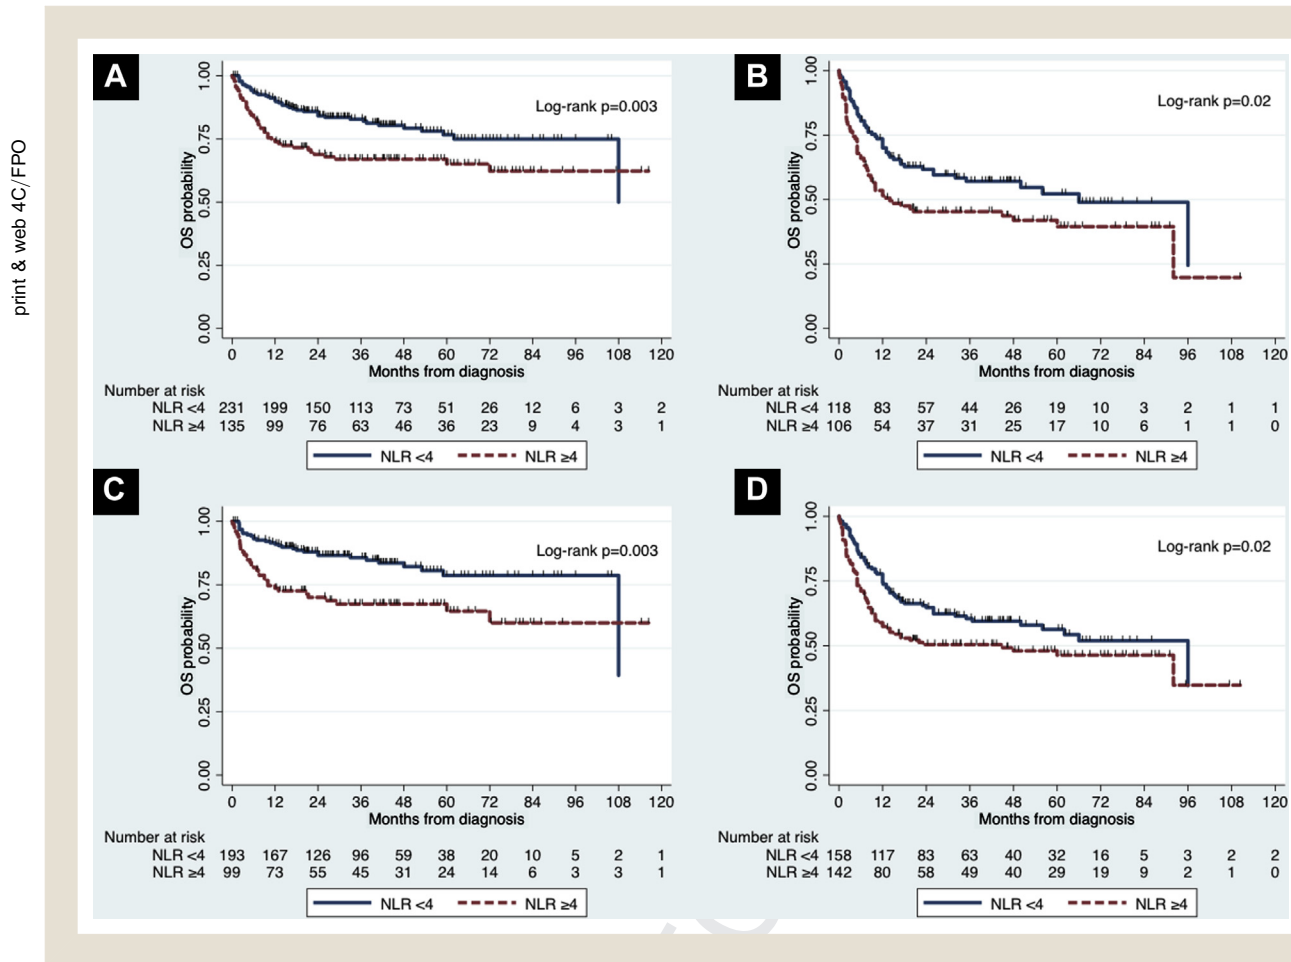 print & web 4C/FPO
A
OS probability
1.00
0.75
0.50
0.25
0.00
Log-rank p=0.003
0 12 24 36 48 60 72 84 96 108 120
Months from diagnosis
Number at risk
NLR <4 231 199 150 113 73 51 26 12 6 3 2
NLR ≥4 135 99 76 63 46 36 23 9 4 3 1
NLR <4 NLR ≥4
B
OS probability
1.00
0.75
0.50
0.25
0.00
Log-rank p=0.02
0 12 24 36 48 60 72 84 96 108 120
Months from diagnosis
Number at risk
NLR <4 118 83 57 44 26 19 10 3 2 1 1
NLR ≥4 106 54 37 31 25 17 10 6 1 1 0
NLR <4 NLR ≥4
C
OS probability
1.00
0.75
0.50
0.25
0.00
Log-rank p=0.003
0 12 24 36 48 60 72 84 96 108 120
Months from diagnosis
Number at risk
NLR <4 193 167 126 96 59 38 20 10 5 2 1
NLR ≥4 99 73 55 45 31 24 14 6 3 3 1
NLR <4 NLR ≥4
D
OS probability
1.00
0.75
0.50
0.25
0.00
Log-rank p=0.02
0 12 24 36 48 60 72 84 96 108 120
Months from diagnosis
Number at risk
NLR <4 158 117 83 63 40 32 16 5 3 2 2
NLR ≥4 142 80 58 49 40 29 19 9 2 1 0
NLR <4 NLR ≥4